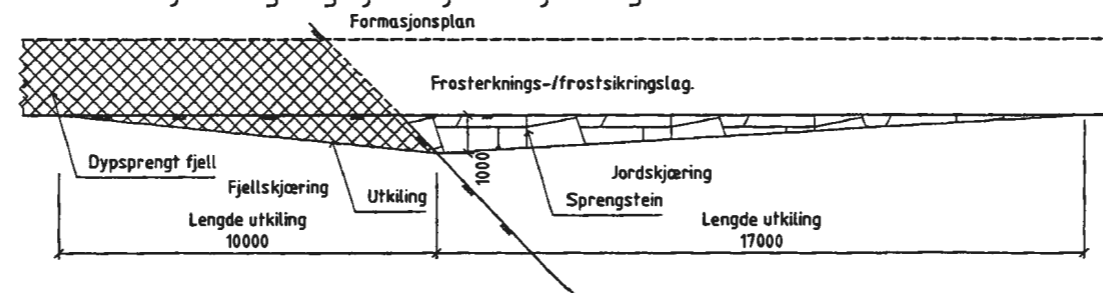 Formasjonsplan
Frosterknings-/frostsikringslag.
Dypsprengt fjell
Fjellskjæring
Utkiling
1000
Jordskjæring
Sprengstein
Lengde utkiling
10000
Lengde utkiling
17000